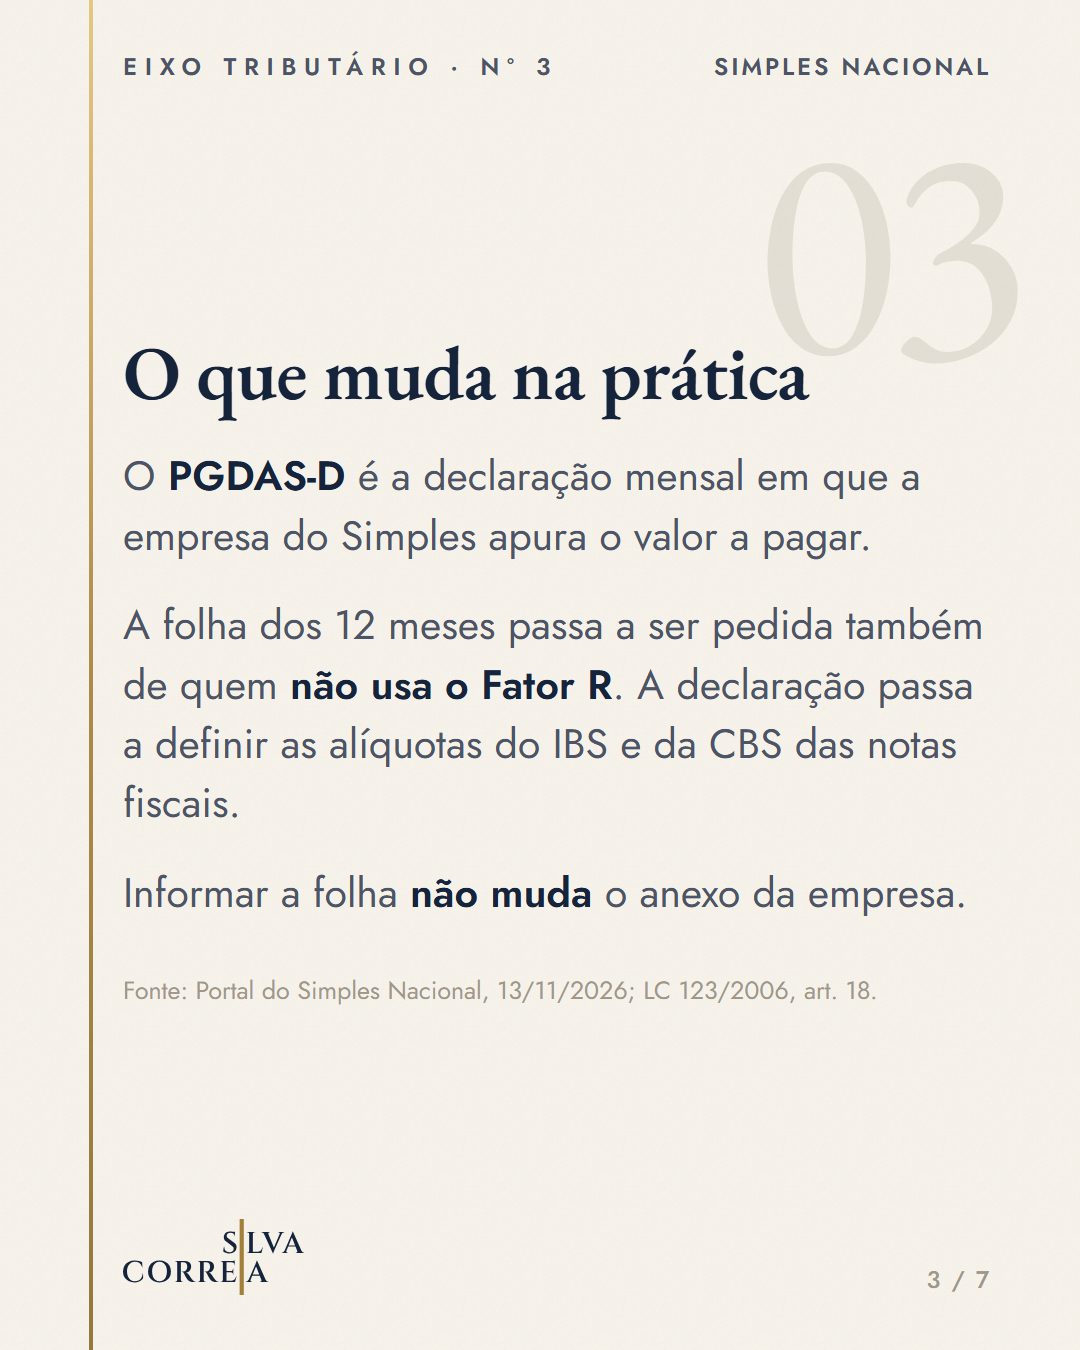 EIXO TRIBUTÁRIO · N° 3
SIMPLES NACIONAL
03
O que muda na prática
O PGDAS-D é a declaração mensal em que a
empresa do Simples apura o valor a pagar.
A folha dos 12 meses passa a ser pedida também
de quem não usa o Fator R. A declaração passa
a definir as alíquotas do IBS e da CBS das notas
fiscais.
Informar a folha não muda o anexo da empresa.
Fonte: Portal do Simples Nacional, 13/11/2026; LC 123/2006, art. 18.
SILVA
CORREIA
3 / 7